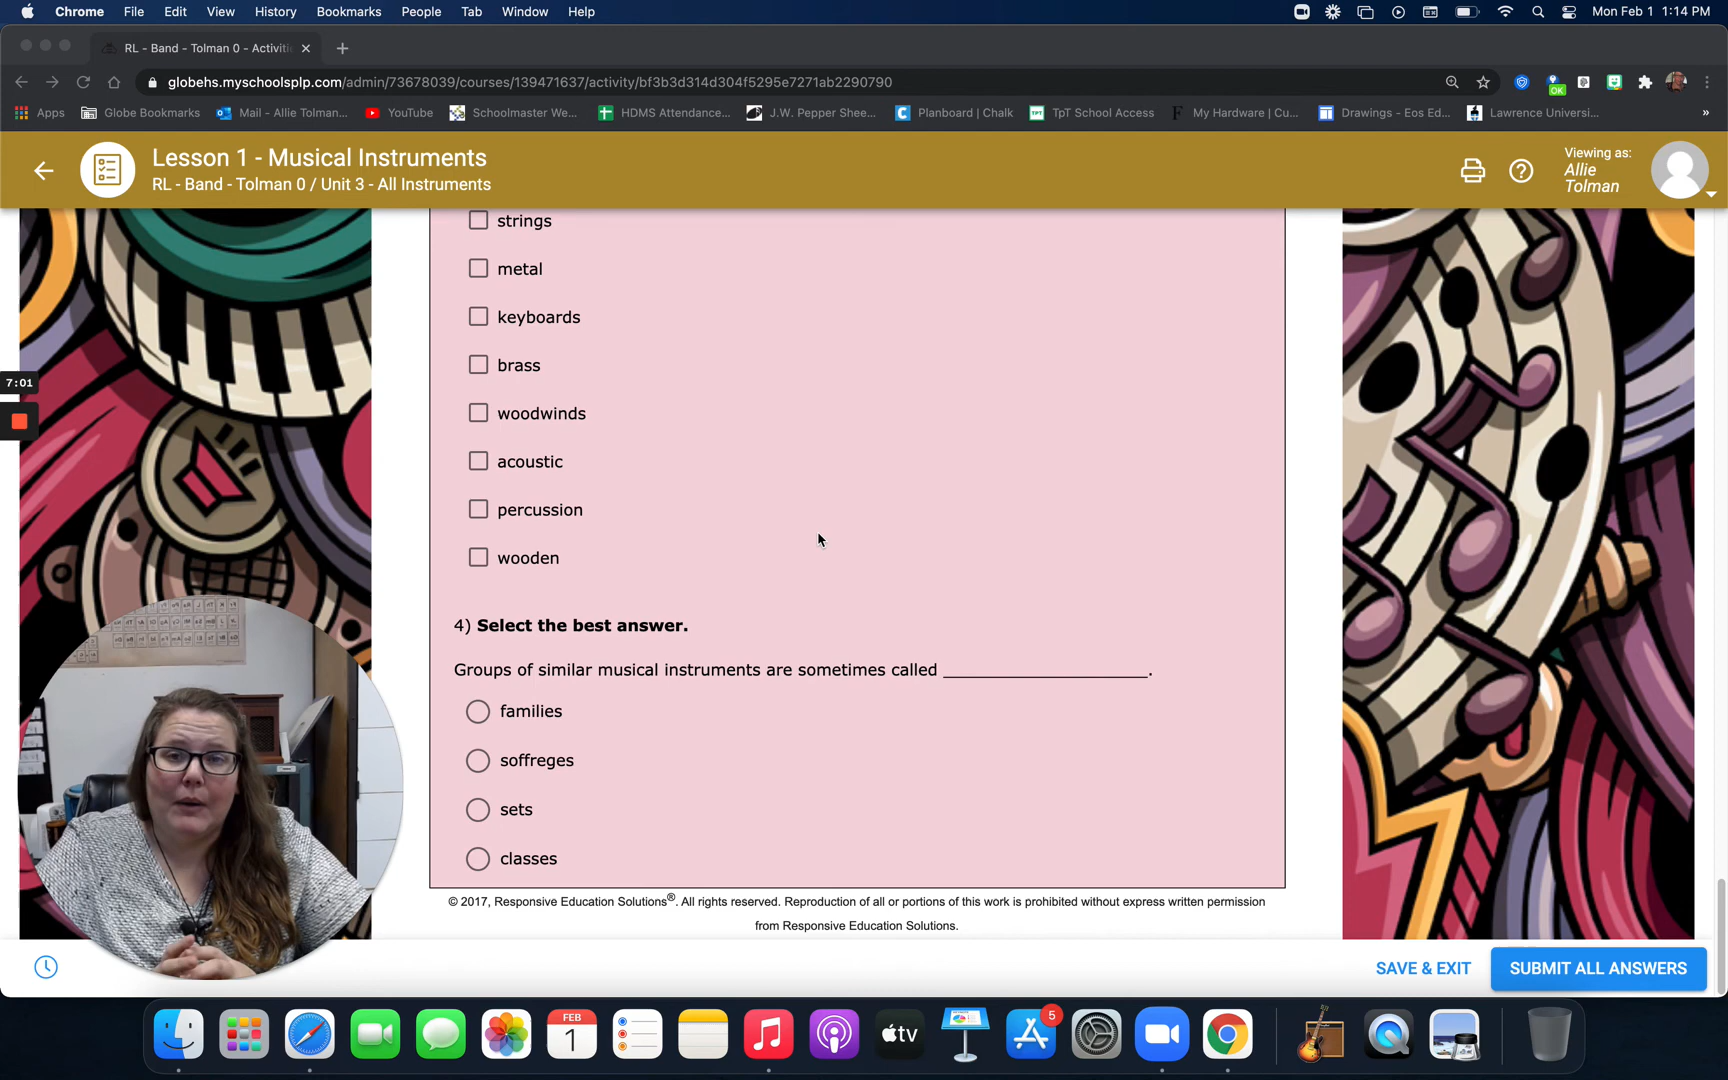 Chrome File Edit View History Bookmarks People Tab Window Help Mon Feb 1 1:14 PM
RL - Band - Tolman 0 - Activiti
globehs.myschoolsplp.com/admin/73678039/courses/139471637/activity/bf3b3d314d304f5295e7271ab2290790
OK
Apps Globe Bookmarks Mail - Allie Tolman... YouTube Schoolmaster We... HDMS Attendance... J.W. Pepper Shee... Planboard | Chalk TPT TpT School Access My Hardware | Cu... Drawings - Eos Ed... Lawrence Universi... »
Lesson 1 - Musical Instruments
RL - Band - Tolman 0 / Unit 3 - All Instruments
Viewing as:
Allie
Tolman
strings
metal
keyboards
brass
7:01
woodwinds
acoustic
percussion
wooden
4) Select the best answer.
Groups of similar musical instruments are sometimes called ____________________.
families
soffreges
sets
classes
© 2017, Responsive Education Solutions®. All rights reserved. Reproduction of all or portions of this work is prohibited without express written permission
from Responsive Education Solutions.
SAVE & EXIT
SUBMIT ALL ANSWERS
FEB
1
tv
5